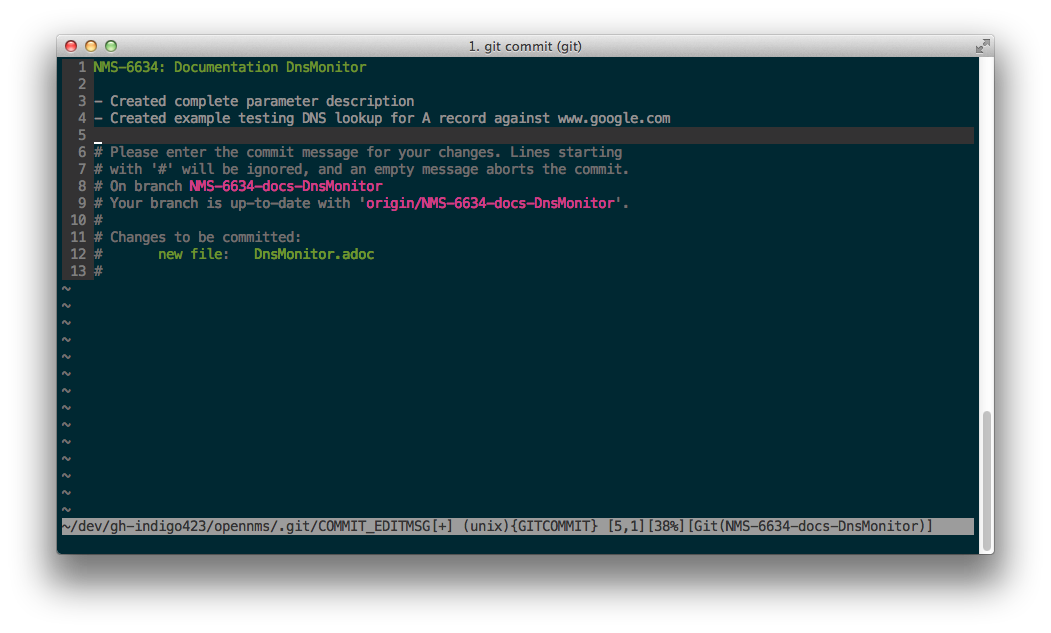 1. git commit (git)
1 NMS-6634: Documentation DnsMonitor
2
3 - Created complete parameter description
4 - Created example testing DNS lookup for A record against www.google.com
5
6 # Please enter the commit message for your changes. Lines starting
7 # with '#' will be ignored, and an empty message aborts the commit.
8 # On branch NMS-6634-docs-DnsMonitor
9 # Your branch is up-to-date with 'origin/NMS-6634-docs-DnsMonitor'.
10 #
11 # Changes to be committed:
12 #       new file:   DnsMonitor.adoc
13 #
~
~
~
~
~
~
~
~
~
~
~
~
~
~
~/dev/gh-indigo423/opennms/.git/COMMIT_EDITMSG[+] (unix){GITCOMMIT} [5,1][38%][Git(NMS-6634-docs-DnsMonitor)]